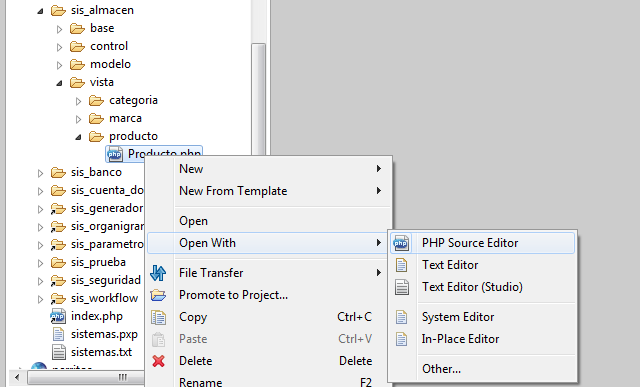 sis_almacen
base
control
modelo
vista
categoria
marca
producto
Producto.php
sis_banco
sis_cuenta_do
sis_generador
sis_organigran
sis_parametro
sis_prueba
sis_seguridad
sis_workflow
index.php
sistemas.pxp
sistemas.txt
New
New From Template
Open
Open With
File Transfer
Promote to Project...
Copy Ctrl+C
Paste Ctrl+V
Delete Delete
Rename F2
PHP Source Editor
Text Editor
Text Editor (Studio)
System Editor
In-Place Editor
Other...